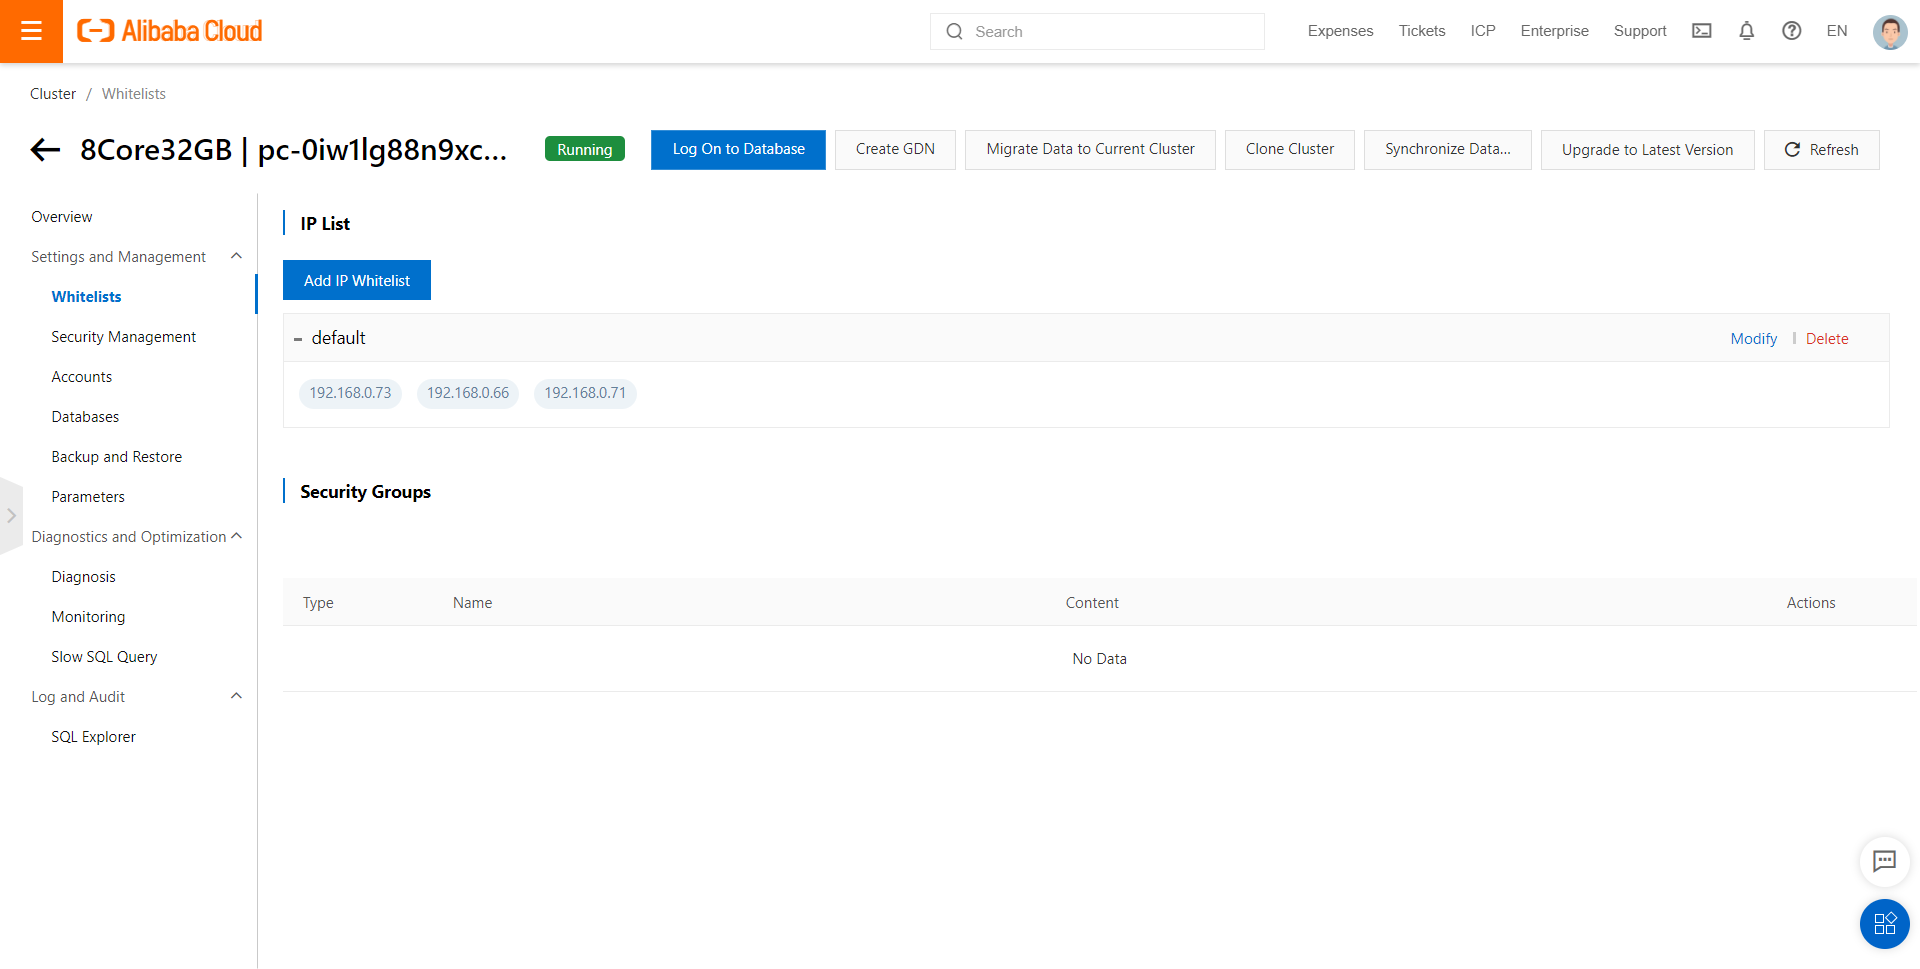 Alibaba Cloud
Search
Expenses Tickets ICP Enterprise Support EN
Cluster / Whitelists
8Core32GB | pc-0iw1lg88n9xc...
Running
Log On to Database
Create GDN
Migrate Data to Current Cluster
Clone Cluster
Synchronize Data...
Upgrade to Latest Version
Refresh
Overview
Settings and Management
Whitelists
Security Management
Accounts
Databases
Backup and Restore
Parameters
Diagnostics and Optimization
Diagnosis
Monitoring
Slow SQL Query
Log and Audit
SQL Explorer
IP List
Add IP Whitelist
default
Modify | Delete
192.168.0.73 192.168.0.66 192.168.0.71
Security Groups
Type Name Content Actions
No Data